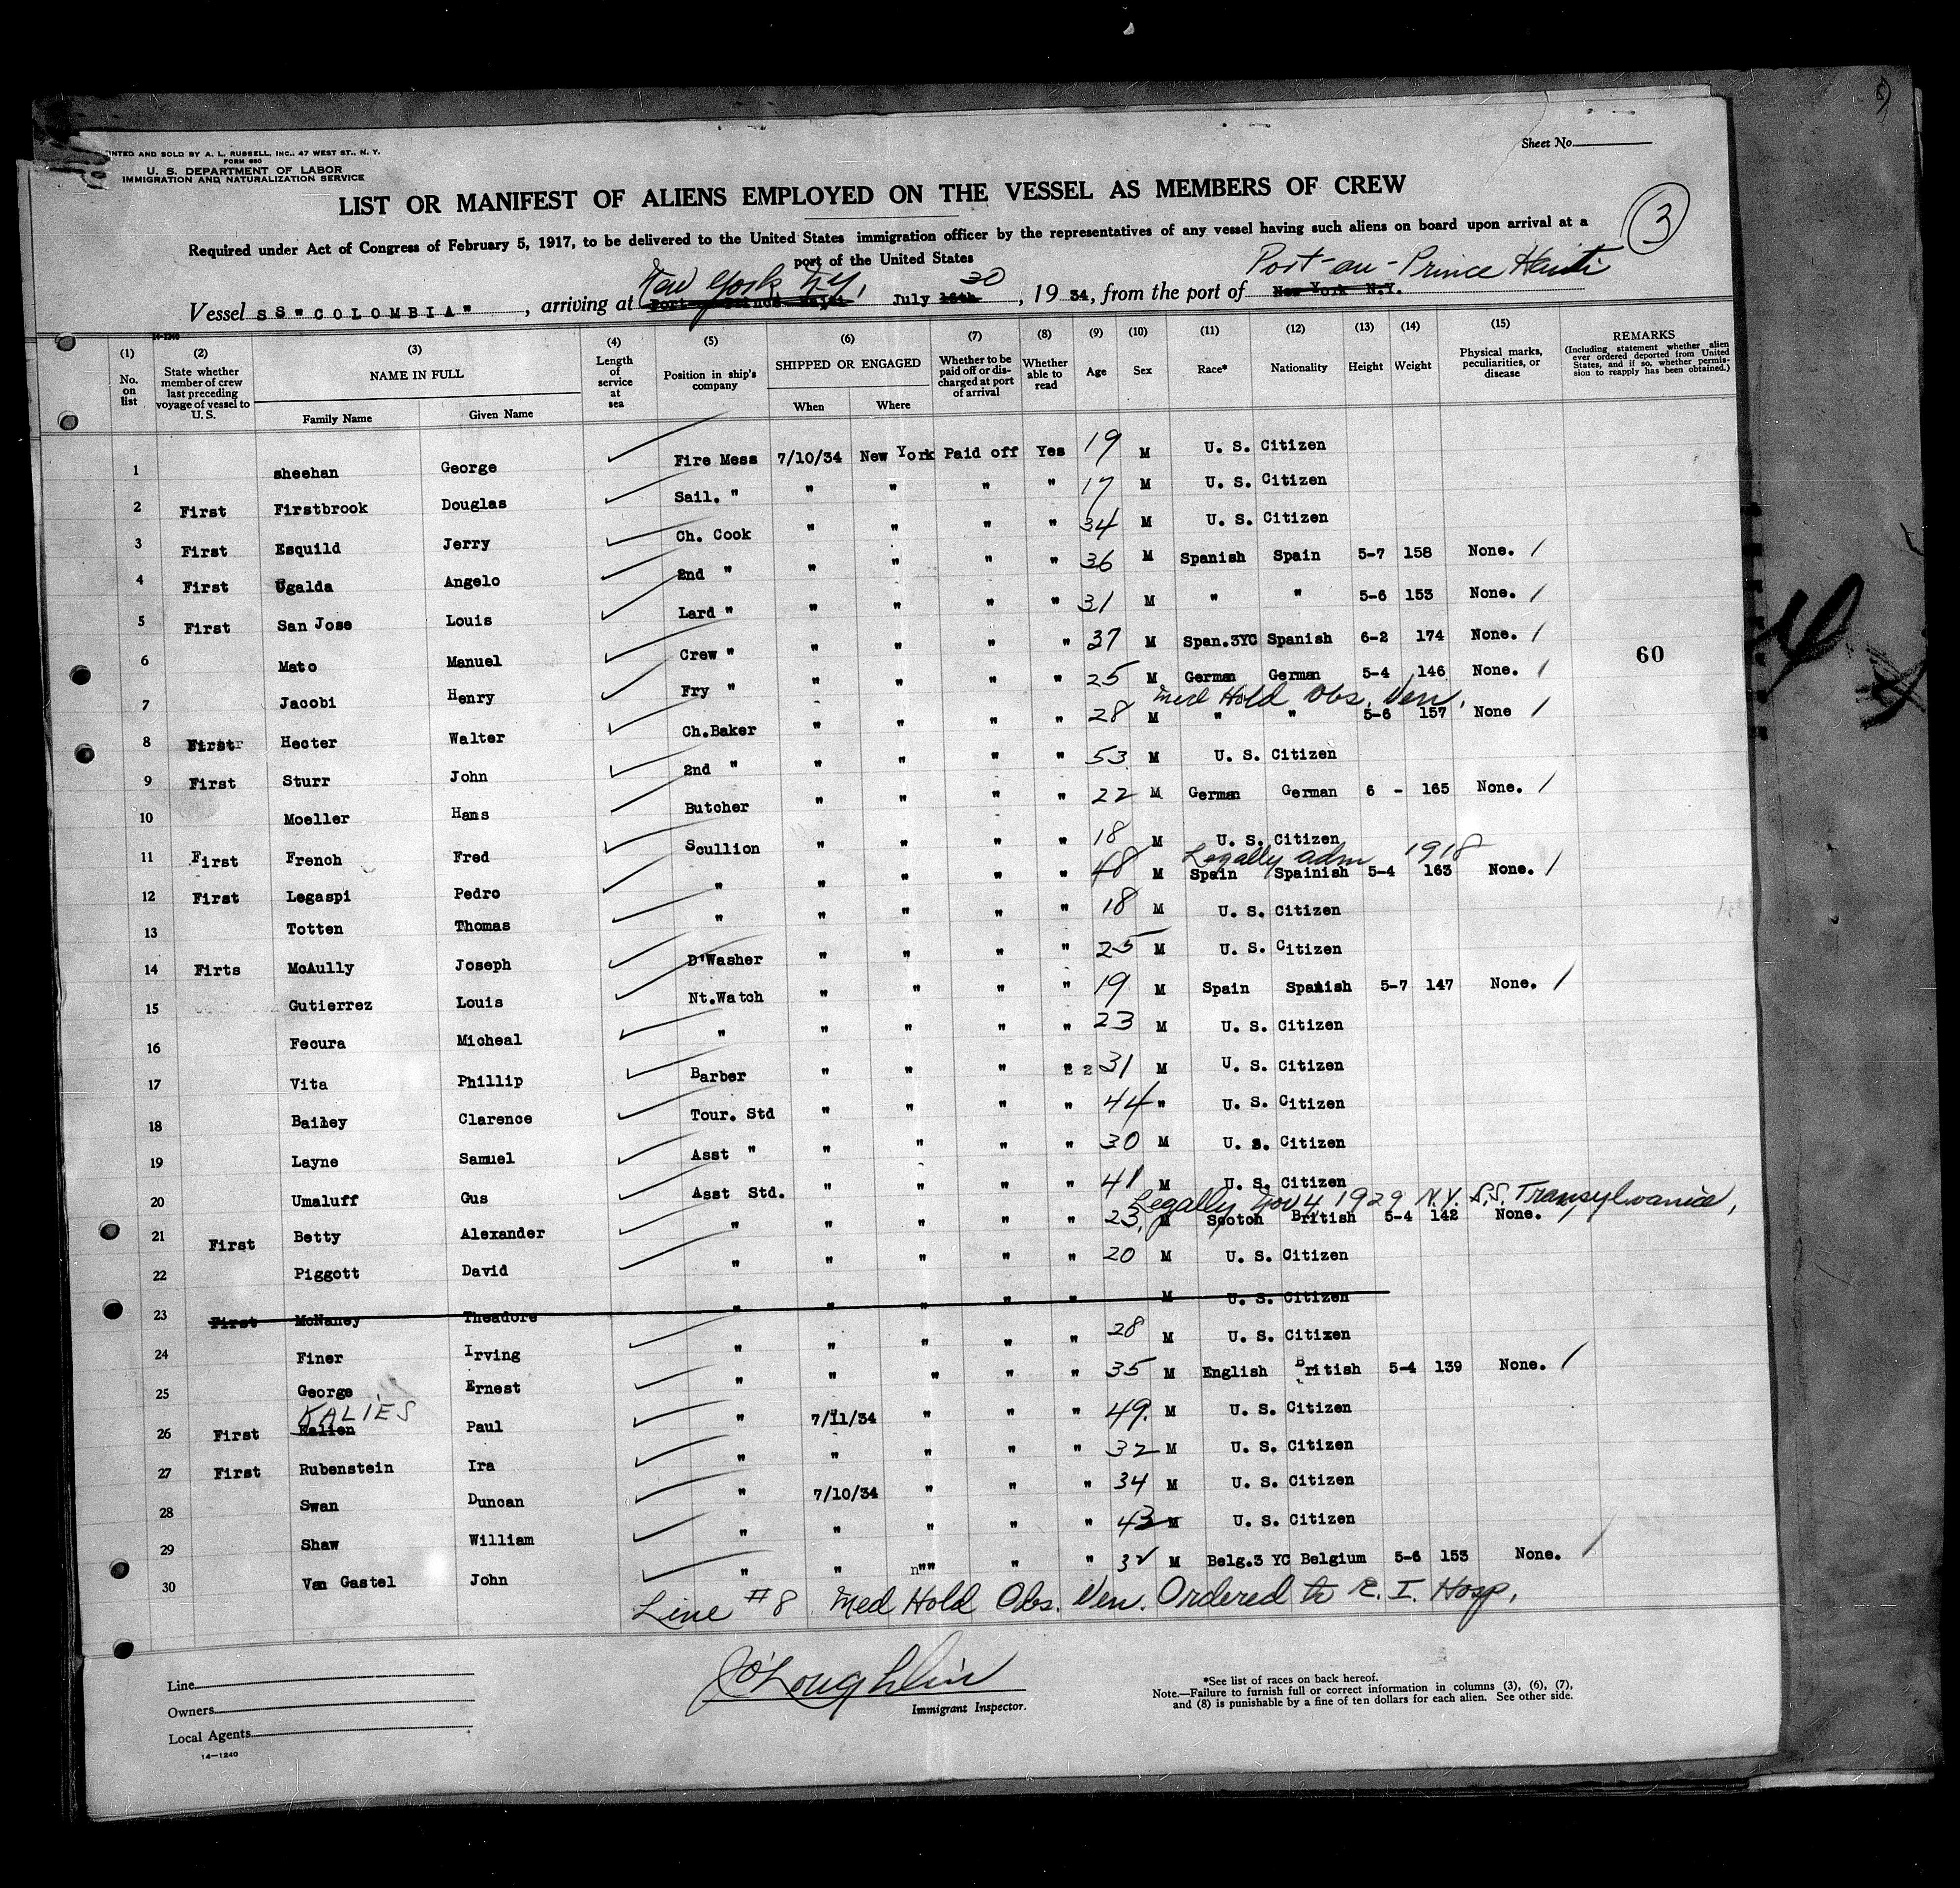 PRINTED AND SOLD BY A. L. RUSSELL, INC., 47 WEST ST., N. Y.
FORM 680
U. S. DEPARTMENT OF LABOR
IMMIGRATION AND NATURALIZATION SERVICE
Sheet No.
LIST OR MANIFEST OF ALIENS EMPLOYED ON THE VESSEL AS MEMBERS OF CREW
3
Required under Act of Congress of February 5, 1917, to be delivered to the United States immigration officer by the representatives of any vessel having such aliens on board upon arrival at a
port of the United States
New York, N.Y. 30 Port-au-Prince Haiti
Vessel SS "COLOMBIA", arriving at July 16th, 1934, from the port of New York N.Y.
14-1240
(1) No. on list
(2) State whether member of crew last preceding voyage of vessel to U.S.
(3) NAME IN FULL Family Name Given Name
(4) Length of service at sea
(5) Position in ship's company
(6) SHIPPED OR ENGAGED When Where
(7) Whether to be paid off or discharged at port of arrival
(8) Whether able to read
(9) Age
(10) Sex
(11) Race*
(12) Nationality
(13) Height
(14) Weight
(15) Physical marks, peculiarities, or disease
REMARKS (Including statement whether alien ever ordered deported from United States, and if so, whether permission to reapply has been obtained.)
1 sheehan George Fire Mess 7/10/34 New York Paid off Yes 19 M U. S. Citizen
2 First Firstbrook Douglas Sail. " " " " " 17 M U. S. Citizen
3 First Esquild Jerry Ch. Cook " " " " 34 M U. S. Citizen
4 First Ugalda Angelo 2nd " " " " " 36 M Spanish Spain 5-7 158 None. /
5 First San Jose Louis Lard " " " " " 31 M " " 5-6 153 None. /
6 Mato Manuel Crew " " " " " 37 M Span.3YC Spanish 6-2 174 None. /
60
7 Jacobi Henry Fry " " " " " 25 M German German 5-4 146 None. /
Med Hold Obs. Ven.
8 First Hecter Walter Ch.Baker " " " " 28 M " " 5-6 157 None /
9 First Sturr John 2nd " " " " " 53 M U. S. Citizen
10 Moeller Hans Butcher " " " " 22 M German German 6 - 165 None. /
11 First French Fred Scullion " " " " 18 M U. S. Citizen
Legally adm 1918
12 First Legaspi Pedro " " " " " 48 M Spain Spainish 5-4 163 None. /
13 Totten Thomas " " " " " 18 M U. S. Citizen
14 Firts McAully Joseph D'Washer " " " " 25 M U. S. Citizen
15 Gutierrez Louis Nt.Watch " " " " 19 M Spain Spanish 5-7 147 None. /
16 Fecura Micheal " " " " " 23 M U. S. Citizen
17 Vita Phillip Barber " " " " 31 M U. S. Citizen
18 Bailey Clarence Tour. Std " " " " 44 " U. S. Citizen
19 Layne Samuel Asst " " " " " 30 M U. s. Citizen
20 Umaluff Gus Asst Std. " " " " 41 M U. S. Citizen
Legally Nov 4 1929 N.Y. S.S. Transylvania,
21 First Betty Alexander " " " " " 23 M Scotch British 5-4 142 None. /
22 Piggott David " " " " " 20 M U. S. Citizen
23 First McNaney Theadore " " " " " M U. S. Citizen
24 Finer Irving " " " " " 28 M U. S. Citizen
25 George Ernest " " " " " 35 M English British 5-4 139 None. /
KALIES
26 First Paul " 7/11/34 " " " 49 M U. S. Citizen
27 First Rubenstein Ira " " " " " 32 M U. S. Citizen
28 Swan Duncan " 7/10/34 " " " 34 M U. S. Citizen
29 Shaw William " " " " " 43 M U. S. Citizen
30 Van Gastel John " " n"" " " 32 M Belg.3 YC Belgium 5-6 153 None. /
Line #8 Med Hold Obs. Ven. Ordered to E. I. Hosp.
Line
Owners
Local Agents
14-1240
J O'Loughlin
Immigrant Inspector.
*See list of races on back hereof.
Note.—Failure to furnish full or correct information in columns (3), (6), (7),
and (8) is punishable by a fine of ten dollars for each alien. See other side.